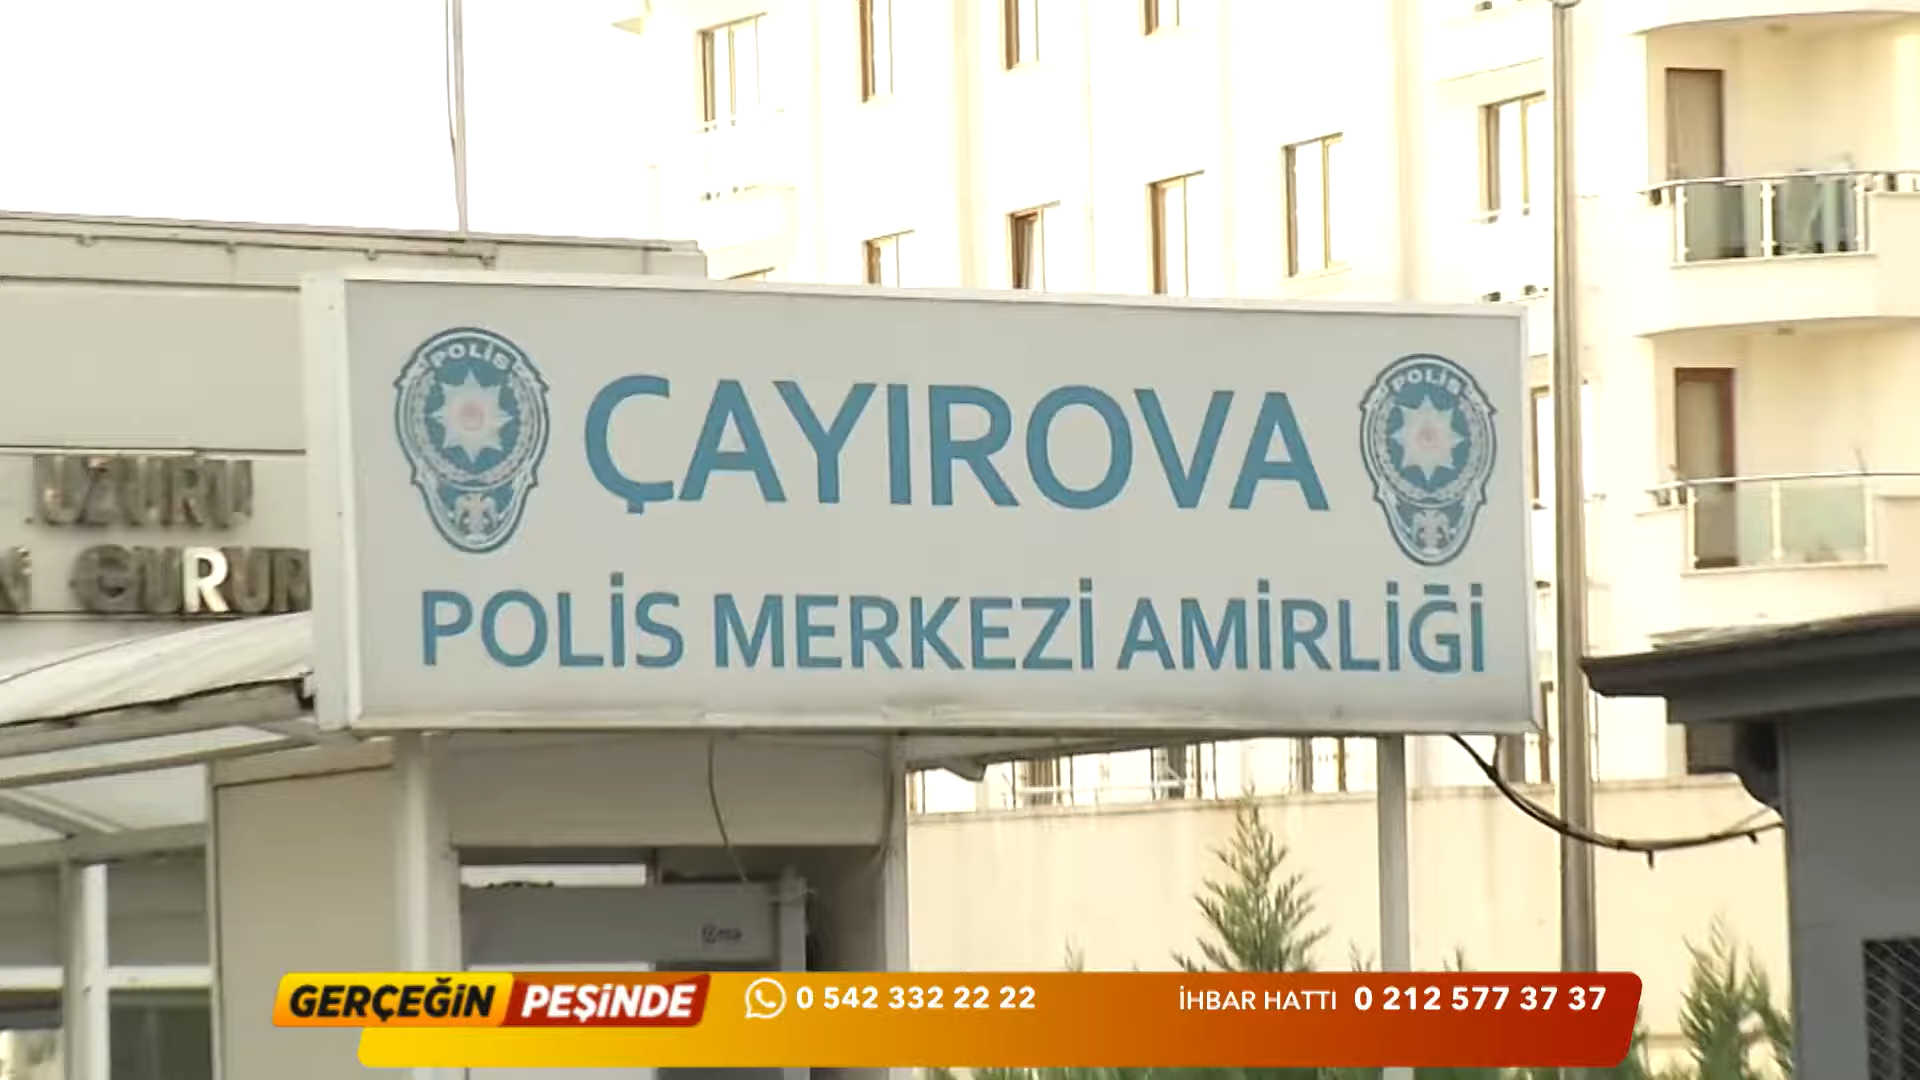 POLİS
POLİS
ÇAYIROVA
POLİS MERKEZİ AMİRLİĞİ
UZURU
GURUR
GERÇEĞİN PEŞİNDE
0 542 332 22 22
İHBAR HATTI 0 212 577 37 37